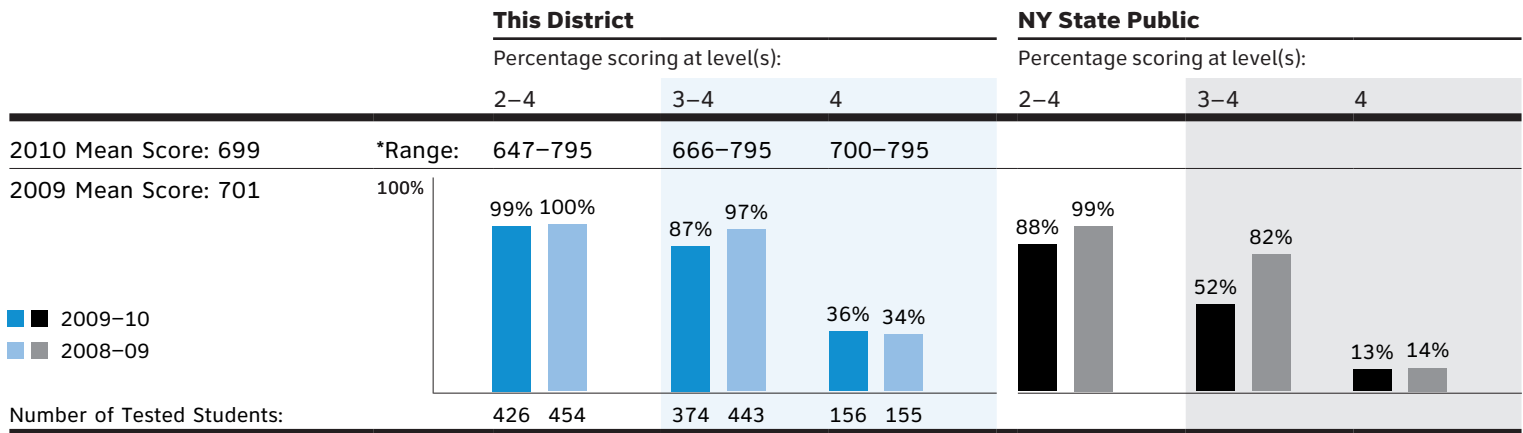 This District NY State Public
Percentage scoring at level(s): Percentage scoring at level(s):
2–4 3–4 4 2–4 3–4 4
2010 Mean Score: 699 *Range: 647–795 666–795 700–795
2009 Mean Score: 701 100%
99% 100% 87% 97% 36% 34% 88% 99% 52% 82% 13% 14%
2009–10
2008–09
Number of Tested Students: 426 454 374 443 156 155